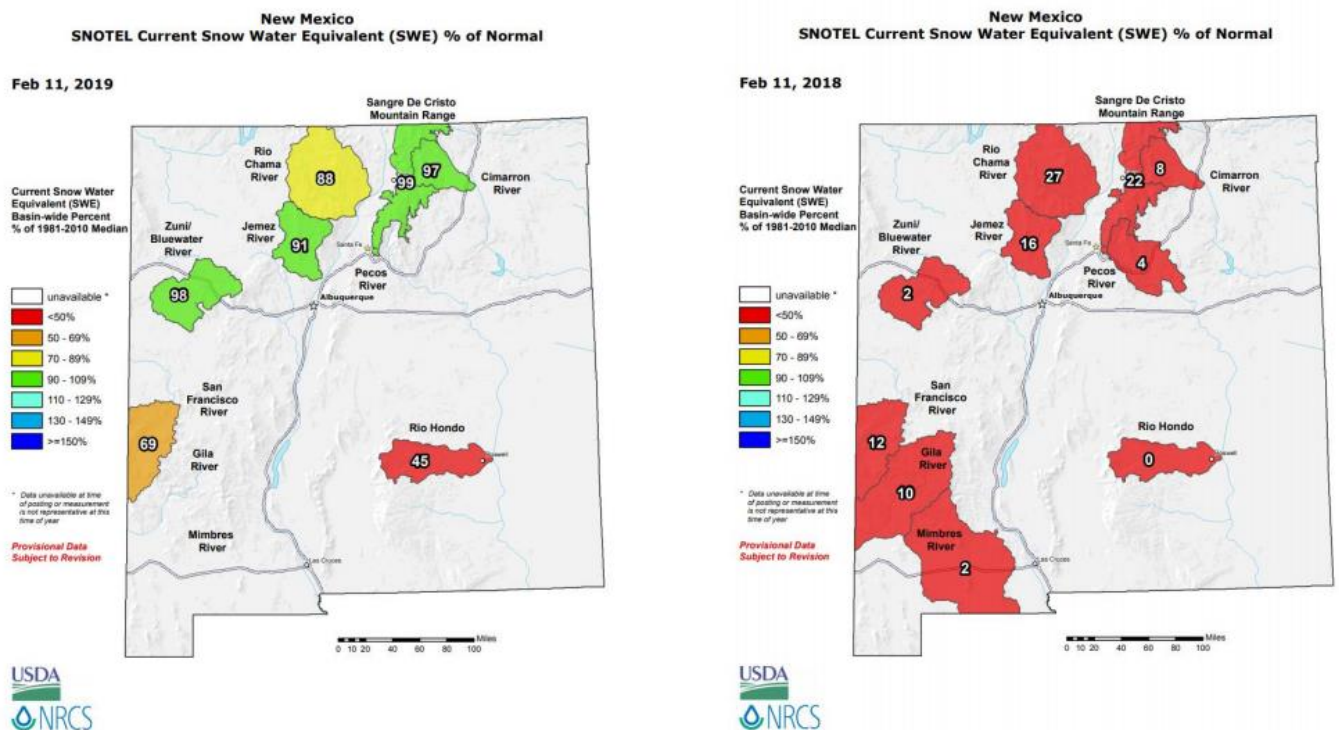 New Mexico
SNOTEL Current Snow Water Equivalent (SWE) % of Normal
Feb 11, 2019
Sangre De Cristo
Mountain Range
Rio
Chama
River
88
97
99
Cimarron
River
Current Snow Water
Equivalent (SWE)
Basin-wide Percent
% of 1981-2010 Median
Zuni/
Bluewater
River
Jemez
River
91
Santa Fe
Pecos
River
98
Albuquerque
unavailable *
<50%
50 - 69%
70 - 89%
90 - 109%
110 - 129%
130 - 149%
>=150%
San
Francisco
River
69
Gila
River
Rio Hondo
45
Roswell
* Data unavailable at time
of posting or measurement
is not representative at this
time of year
Mimbres
River
Provisional Data
Subject to Revision
Las Cruces
Miles
0 10 20 40 60 80 100
USDA
NRCS
New Mexico
SNOTEL Current Snow Water Equivalent (SWE) % of Normal
Feb 11, 2018
Sangre De Cristo
Mountain Range
Rio
Chama
River
27
8
22
Cimarron
River
Current Snow Water
Equivalent (SWE)
Basin-wide Percent
% of 1981-2010 Median
Zuni/
Bluewater
River
Jemez
River
16
Santa Fe
4
Pecos
River
2
Albuquerque
unavailable *
<50%
50 - 69%
70 - 89%
90 - 109%
110 - 129%
130 - 149%
>=150%
San
Francisco
River
12
Gila
River
10
Rio Hondo
0
Roswell
* Data unavailable at time
of posting or measurement
is not representative at this
time of year
Mimbres
River
2
Provisional Data
Subject to Revision
Las Cruces
Miles
0 10 20 40 60 80 100
USDA
NRCS